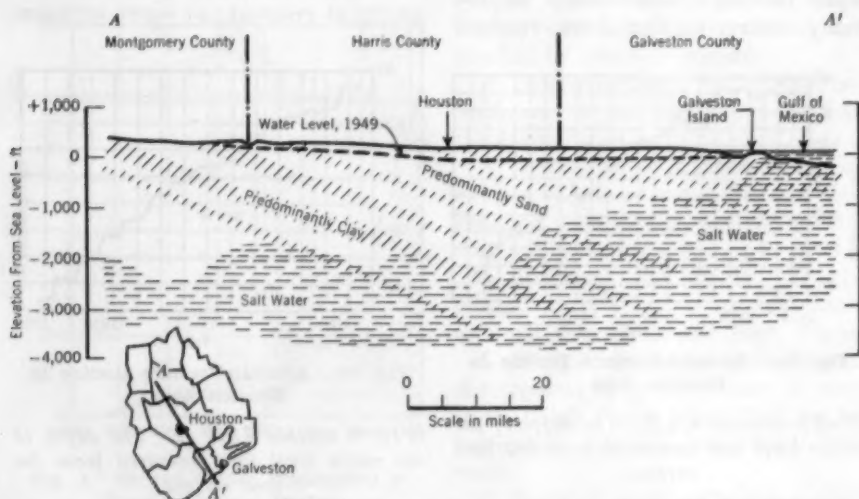 A
A'
Montgomery County
Harris County
Galveston County
Houston
Galveston
Island
Gulf of
Mexico
Water Level, 1949
Elevation From Sea Level – ft
+1,000
0
-1,000
-2,000
-3,000
-4,000
Predominantly Sand
Predominantly Clay
Salt Water
Salt Water
0
20
Scale in miles
A
Houston
Galveston
A'